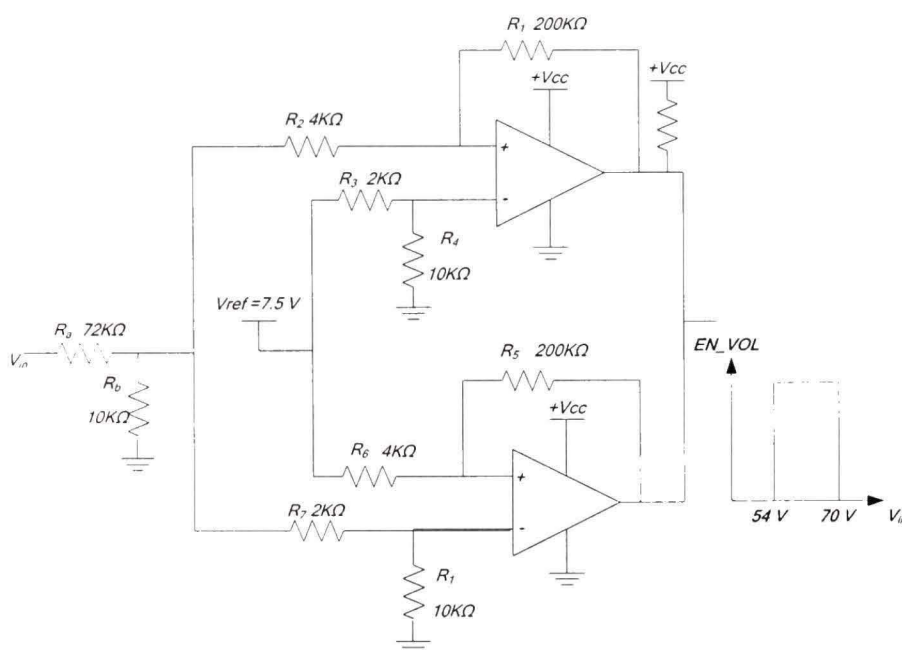 R1 200KΩ
+Vcc
+Vcc
R2 4KΩ
+
R3 2KΩ
-
R4
10KΩ
Vref =7.5 V
Ra 72KΩ
R5
200KΩ
EN_VOL
Vin
Rb
10KΩ
+Vcc
R6 4KΩ
+
R7 2KΩ
-
54 V
70 V
R1
10KΩ